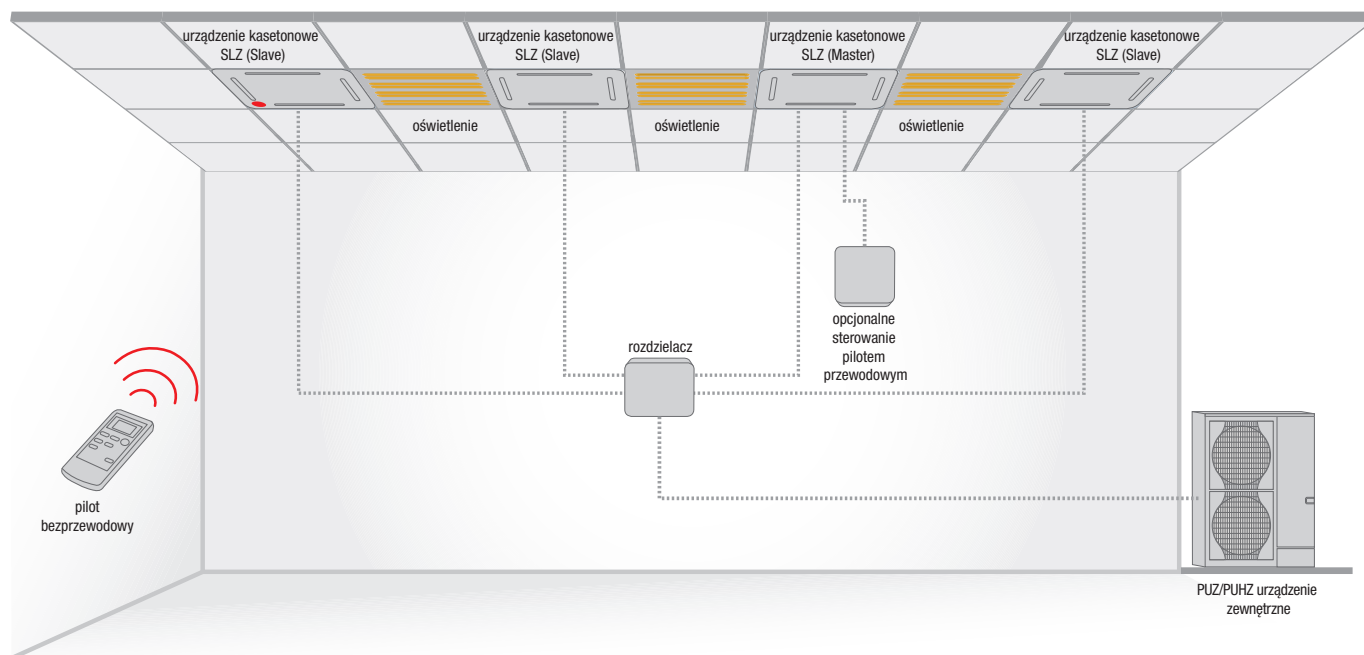 urządzenie kasetonowe
SLZ (Slave)
urządzenie kasetonowe
SLZ (Slave)
urządzenie kasetonowe
SLZ (Master)
urządzenie kasetonowe
SLZ (Slave)
oświetlenie
oświetlenie
oświetlenie
opcjonalne
sterowanie
pilotem
przewodowym
rozdzielacz
pilot
bezprzewodowy
PUZ/PUHZ urządzenie
zewnętrzne